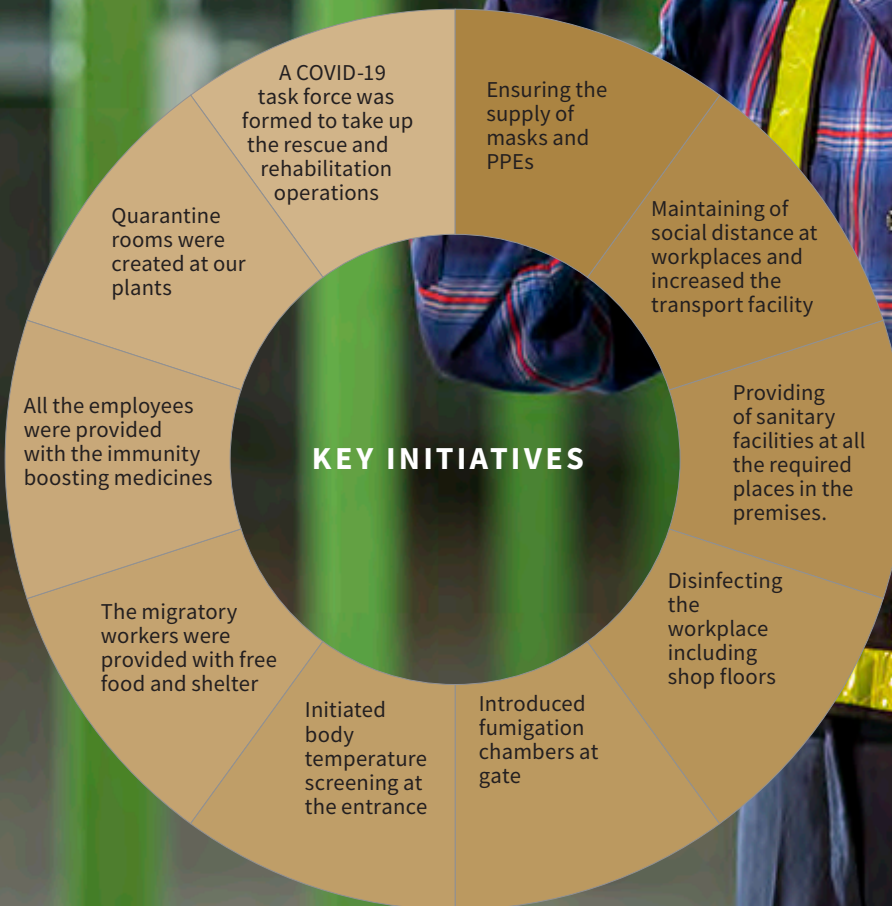 KEY INITIATIVES
Ensuring the
supply of
masks and
PPEs
Maintaining of
social distance at
workplaces and
increased the
transport facility
Providing
of sanitary
facilities at all
the required
places in the
premises.
Disinfecting
the
workplace
including
shop floors
Introduced
fumigation
chambers at
gate
Initiated
body
temperature
screening at
the entrance
The migratory
workers were
provided with free
food and shelter
All the employees
were provided
with the immunity
boosting medicines
Quarantine
rooms were
created at our
plants
A COVID-19
task force was
formed to take up
the rescue and
rehabilitation
operations